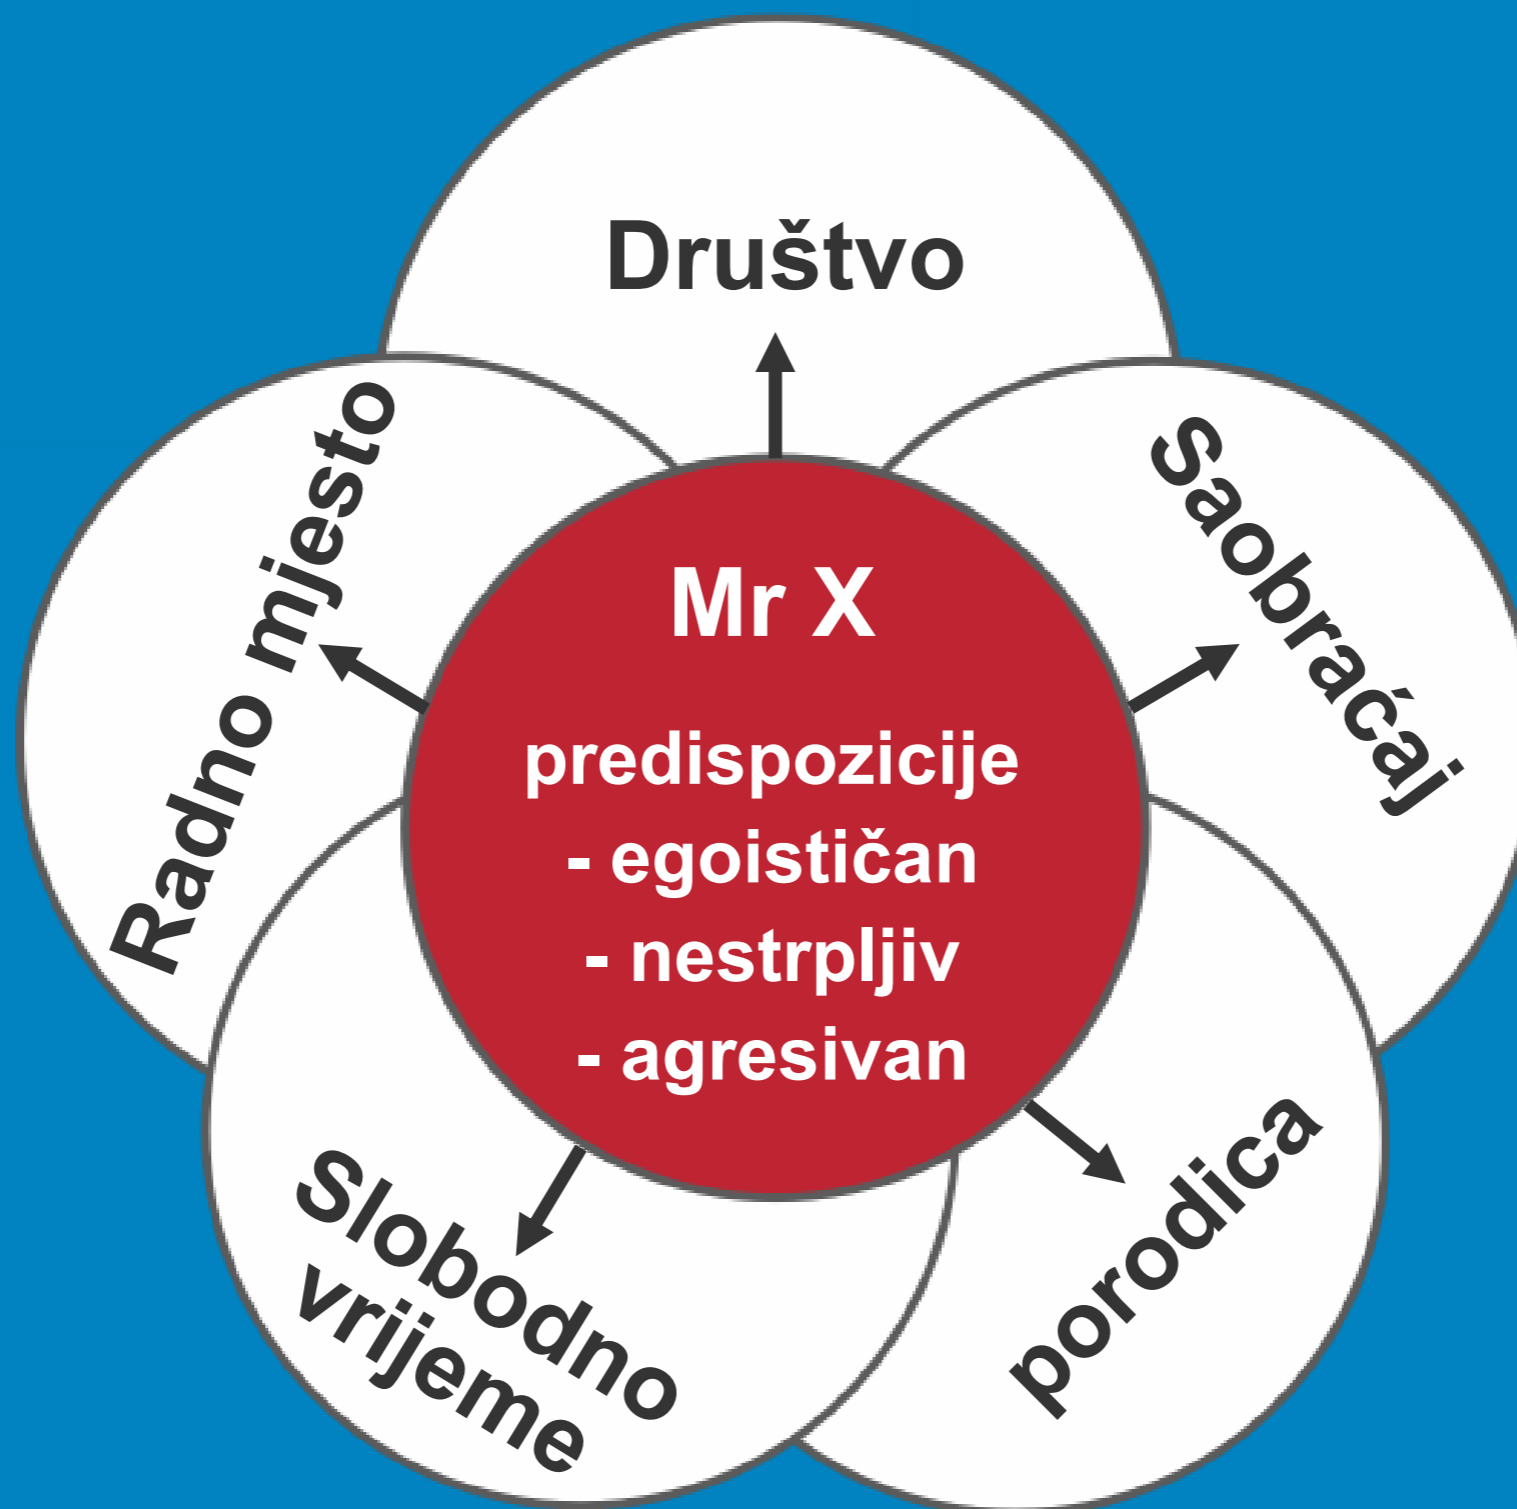 Društvo
Radno mjesto
Saobraćaj
Mr X
predispozicije
- egoističan
- nestrpljiv
- agresivan
Slobodno
vrijeme
porodica